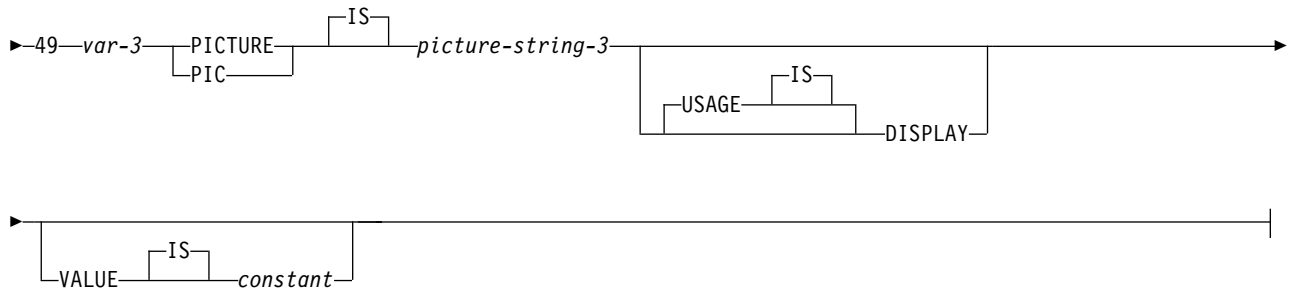 IS
49 var-3 PICTURE picture-string-3
PIC
IS
USAGE
DISPLAY
IS
VALUE constant